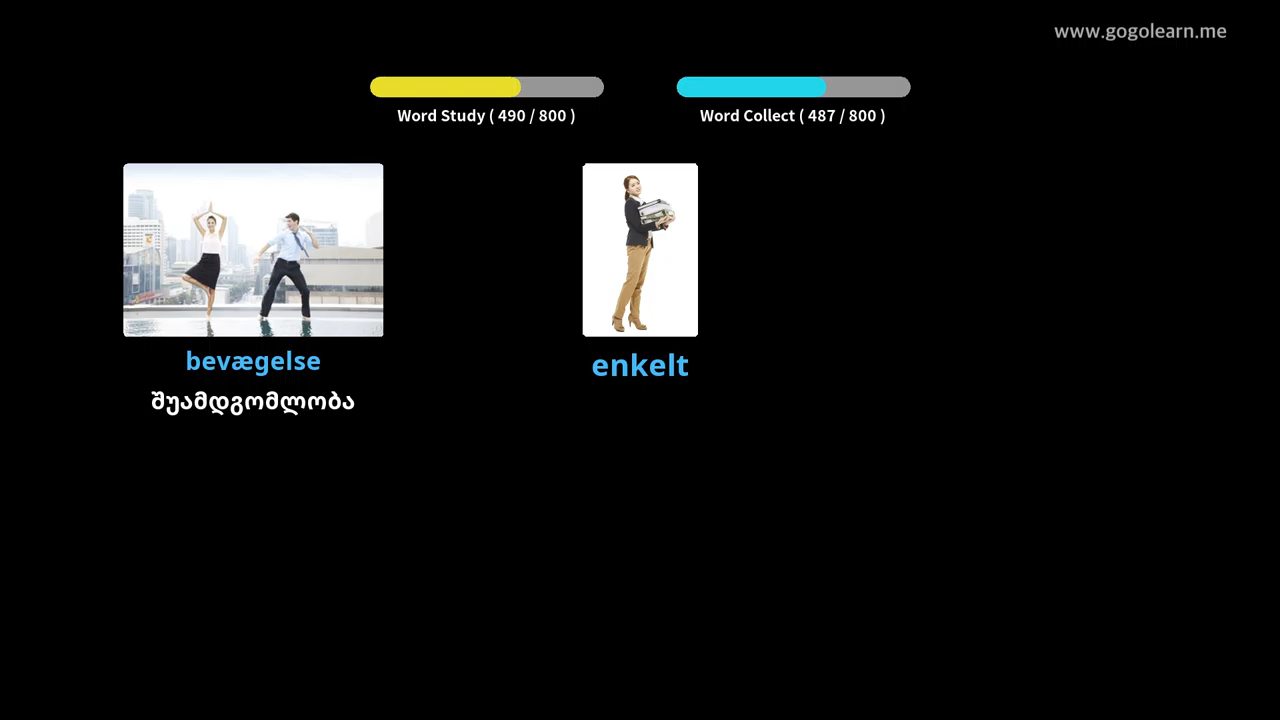 www.gogolearn.me
Word Study ( 490 / 800 )
Word Collect ( 487 / 800 )
bevægelse
შუამდგომლობა
enkelt